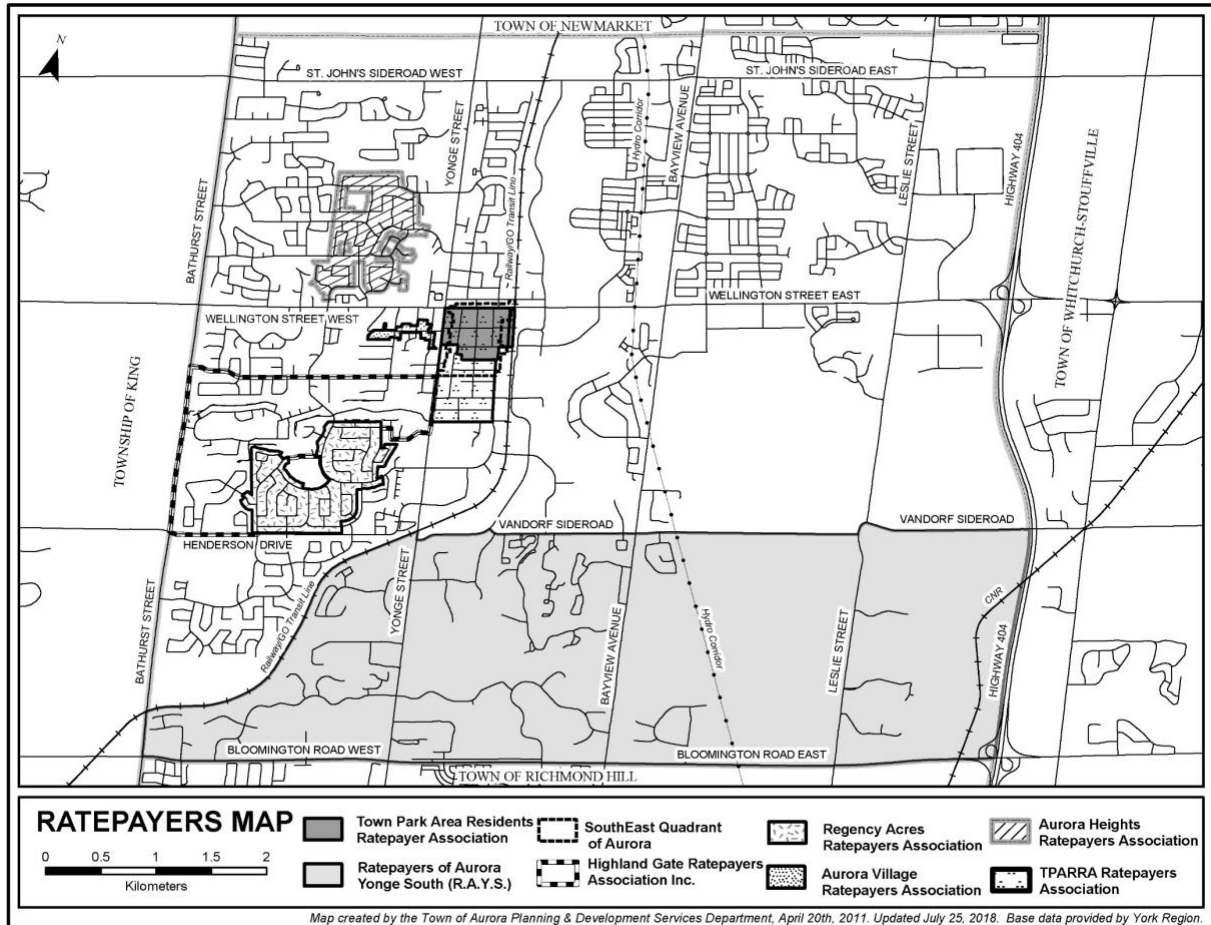 TOWN OF NEWMARKET
N
ST. JOHN'S SIDEROAD WEST
ST. JOHN'S SIDEROAD EAST
YONGE STREET
Hydro Corridor
BAYVIEW AVENUE
LESLIE STREET
HIGHWAY 404
TOWN OF WHITCHURCH-STOUFFVILLE
BATHURST STREET
Railway/GO Transit Line
WELLINGTON STREET EAST
WELLINGTON STREET WEST
TOWNSHIP OF KING
VANDORF SIDEROAD
VANDORF SIDEROAD
HENDERSON DRIVE
YONGE STREET
BATHURST STREET
Railway/GO Transit Line
BAYVIEW AVENUE
Hydro Corridor
LESLIE STREET
CNR
HIGHWAY 404
BLOOMINGTON ROAD WEST
BLOOMINGTON ROAD EAST
TOWN OF RICHMOND HILL
RATEPAYERS MAP
0 0.5 1 1.5 2
Kilometers
Town Park Area Residents
Ratepayer Association
Ratepayers of Aurora
Yonge South (R.A.Y.S.)
SouthEast Quadrant
of Aurora
Highland Gate Ratepayers
Association Inc.
Regency Acres
Ratepayers Association
Aurora Village
Ratepayers Association
Aurora Heights
Ratepayers Association
TPARRA Ratepayers
Association
Map created by the Town of Aurora Planning & Development Services Department, April 20th, 2011. Updated July 25, 2018. Base data provided by York Region.